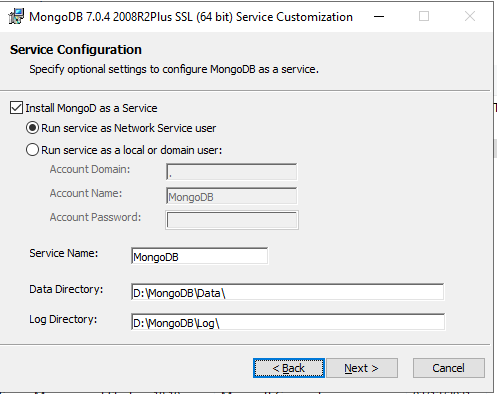 MongoDB 7.0.4 2008R2Plus SSL (64 bit) Service Customization
Service Configuration
Specify optional settings to configure MongoDB as a service.
Install MongoD as a Service
Run service as Network Service user
Run service as a local or domain user:
Account Domain: .
Account Name: MongoDB
Account Password:
Service Name: MongoDB
Data Directory: D:\MongoDB\Data\
Log Directory: D:\MongoDB\Log\
< Back Next > Cancel